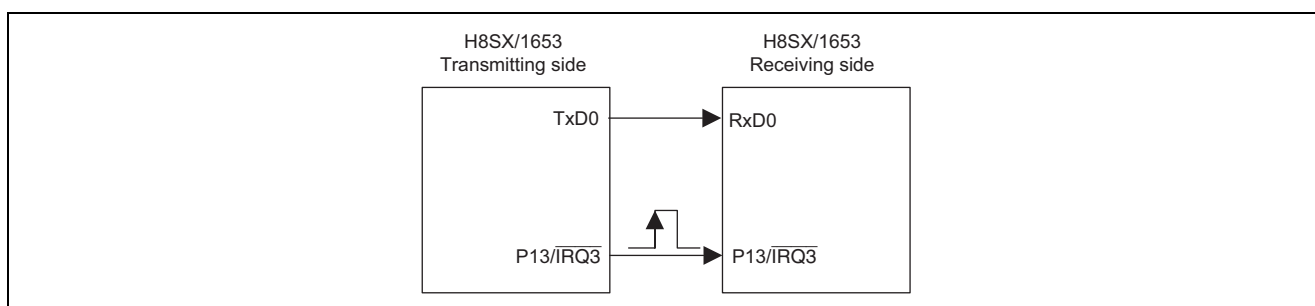 H8SX/1653
Transmitting side
H8SX/1653
Receiving side
TxD0
RxD0
P13/IRQ3
P13/IRQ3